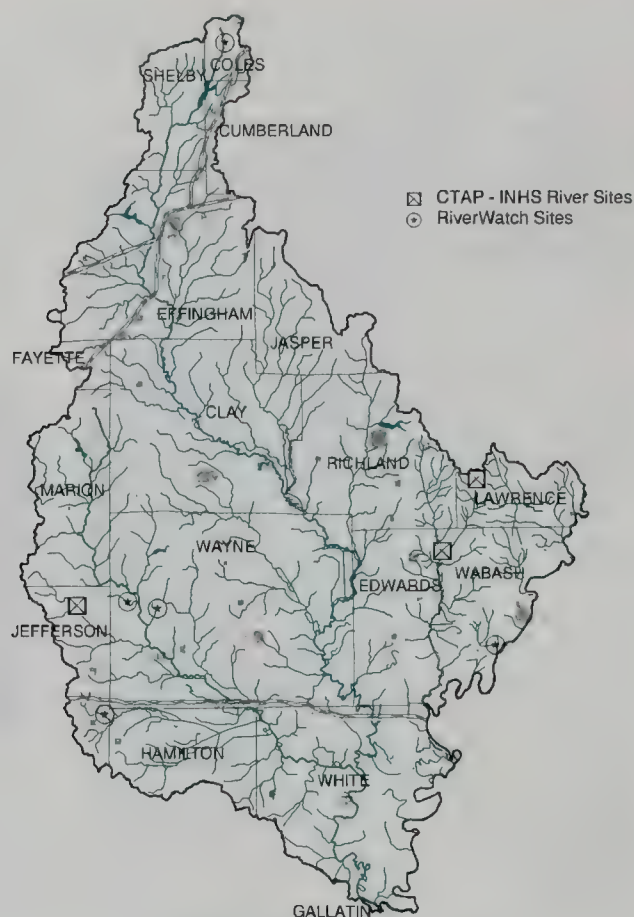 SHELBY
COLES
CUMBERLAND
CTAP - INHS River Sites
RiverWatch Sites
EFFINGHAM
JASPER
FAYETTE
CLAY
RICHLAND
MARION
LAWRENCE
WAYNE
EDWARDS
WABASH
JEFFERSON
HAMILTON
WHITE
GALLATIN